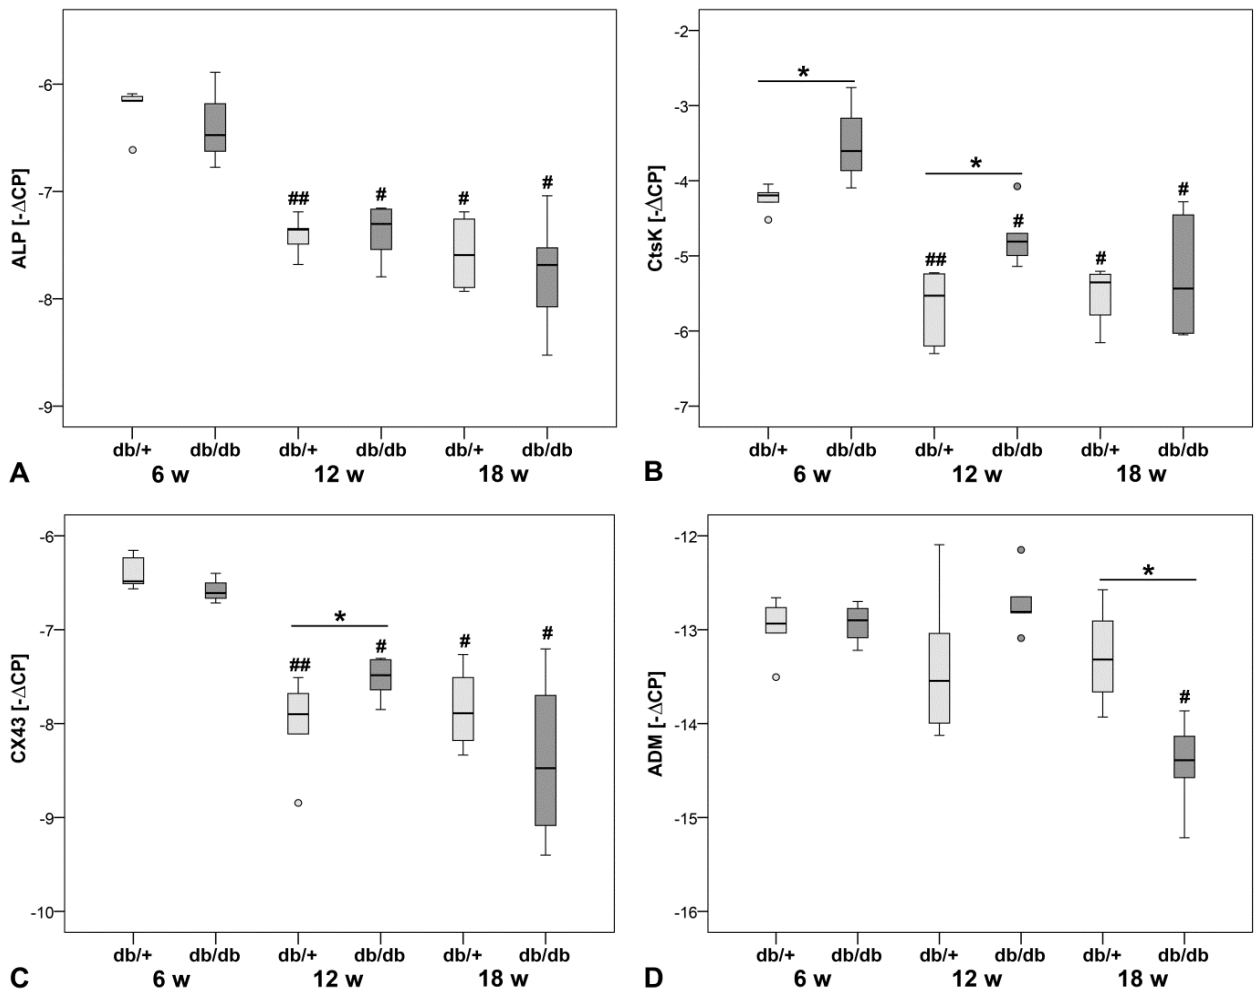 ALP [-ΔCP]
-6
-7
-8
-9
##
#
#
#
db/+ db/db db/+ db/db db/+ db/db
6 w 12 w 18 w
A
CtsK [-ΔCP]
-2
-3
-4
-5
-6
-7
*
*
##
#
#
#
db/+ db/db db/+ db/db db/+ db/db
6 w 12 w 18 w
B
CX43 [-ΔCP]
-6
-7
-8
-9
-10
*
##
#
#
#
db/+ db/db db/+ db/db db/+ db/db
6 w 12 w 18 w
C
ADM [-ΔCP]
-12
-13
-14
-15
-16
*
#
db/+ db/db db/+ db/db db/+ db/db
6 w 12 w 18 w
D